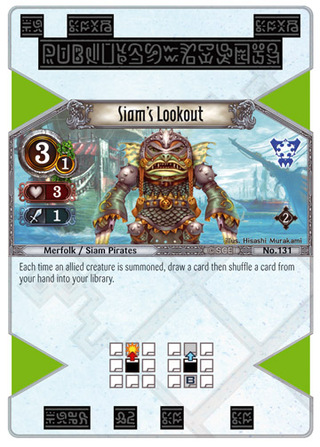 Siam's Lookout
3
1
3
1
2
illus. Hisashi Murakami
Merfolk / Siam Pirates
SGE
No.131
Each time an allied creature is summoned, draw a card then shuffle a card from
your hand into your library.